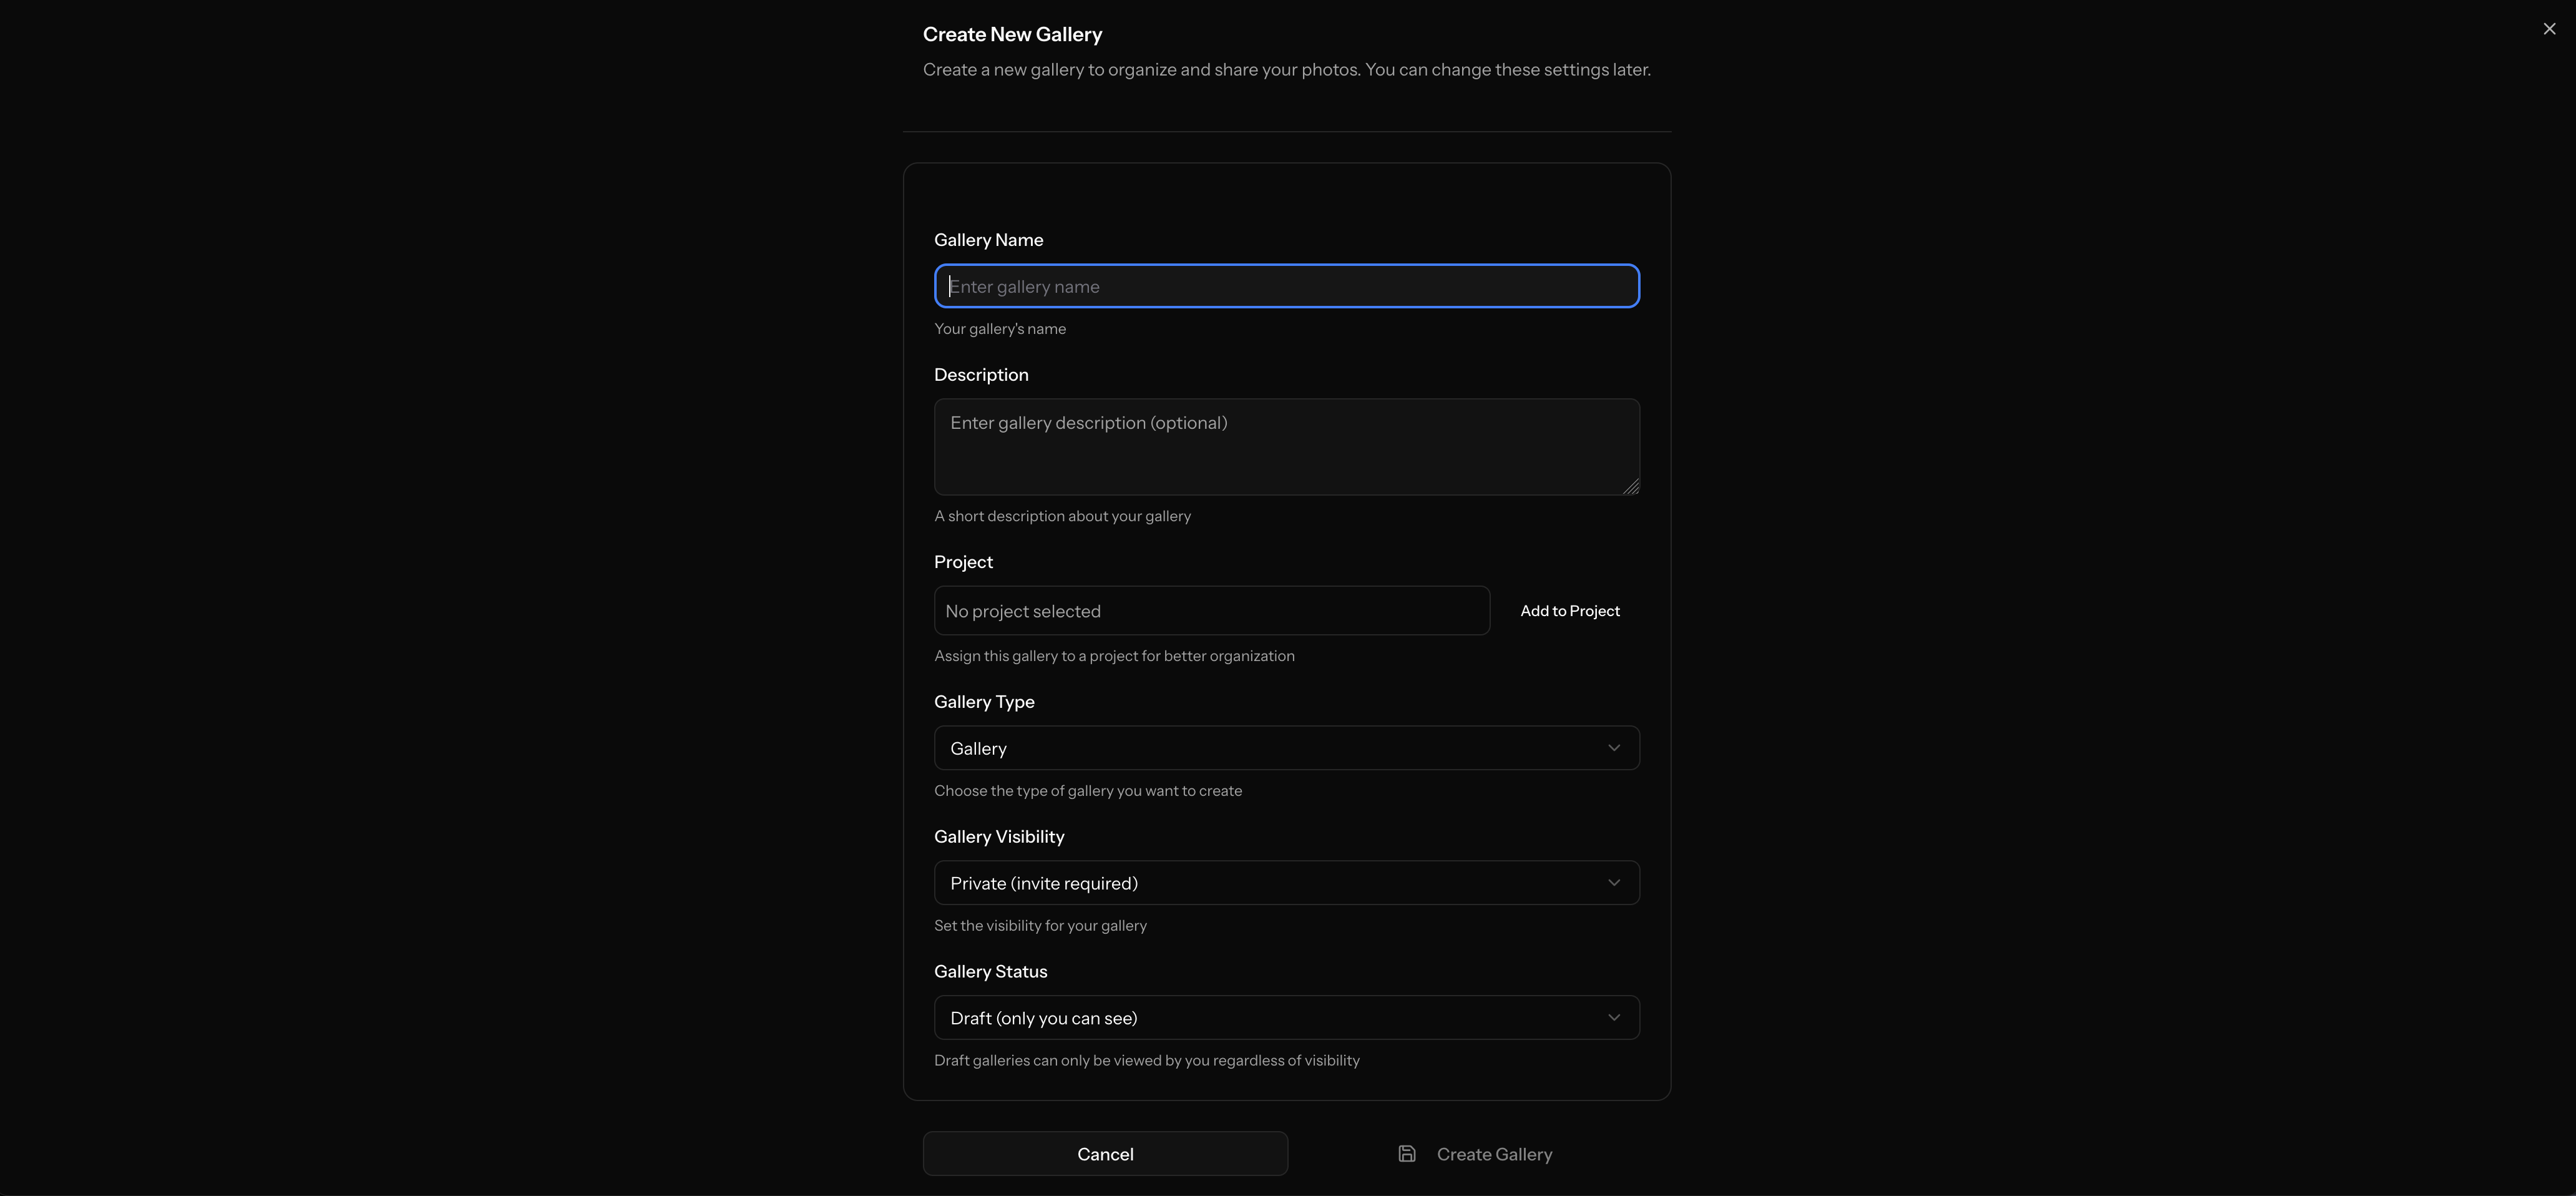 Create New Gallery
Create a new gallery to organize and share your photos. You can change these settings later.
Gallery Name
Enter gallery name
Your gallery's name
Description
Enter gallery description (optional)
A short description about your gallery
Project
No project selected
Add to Project
Assign this gallery to a project for better organization
Gallery Type
Gallery
Choose the type of gallery you want to create
Gallery Visibility
Private (invite required)
Set the visibility for your gallery
Gallery Status
Draft (only you can see)
Draft galleries can only be viewed by you regardless of visibility
Cancel
Create Gallery